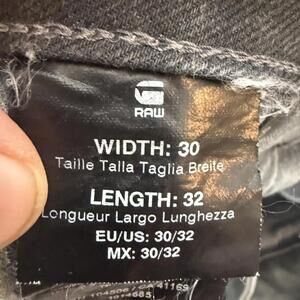 RAW
WIDTH: 30
Taille Talla Taglia Breite
LENGTH: 32
Longueur Largo Lunghezza
EU/US: 30/32
MX: 30/32